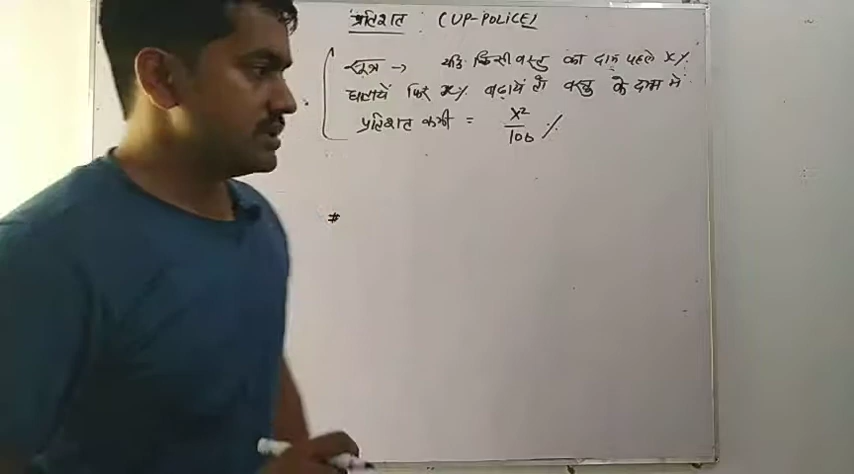 प्रतिशत : (UP-POLICE)
सूत्र → यदि किसी वस्तु का दाम पहले x%
घटायें फिर x% बढ़ायें तो वस्तु के दाम में
प्रतिशत कमी = x²/100 %
#